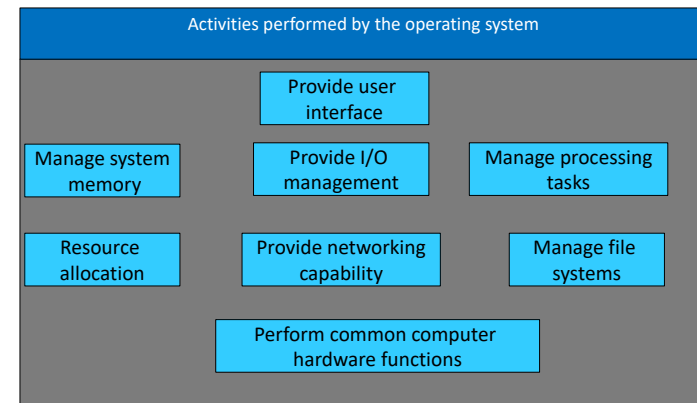 Activities performed by the operating system
Provide user
interface
Manage system
memory
Provide I/O
management
Manage processing
tasks
Resource
allocation
Provide networking
capability
Manage file
systems
Perform common computer
hardware functions